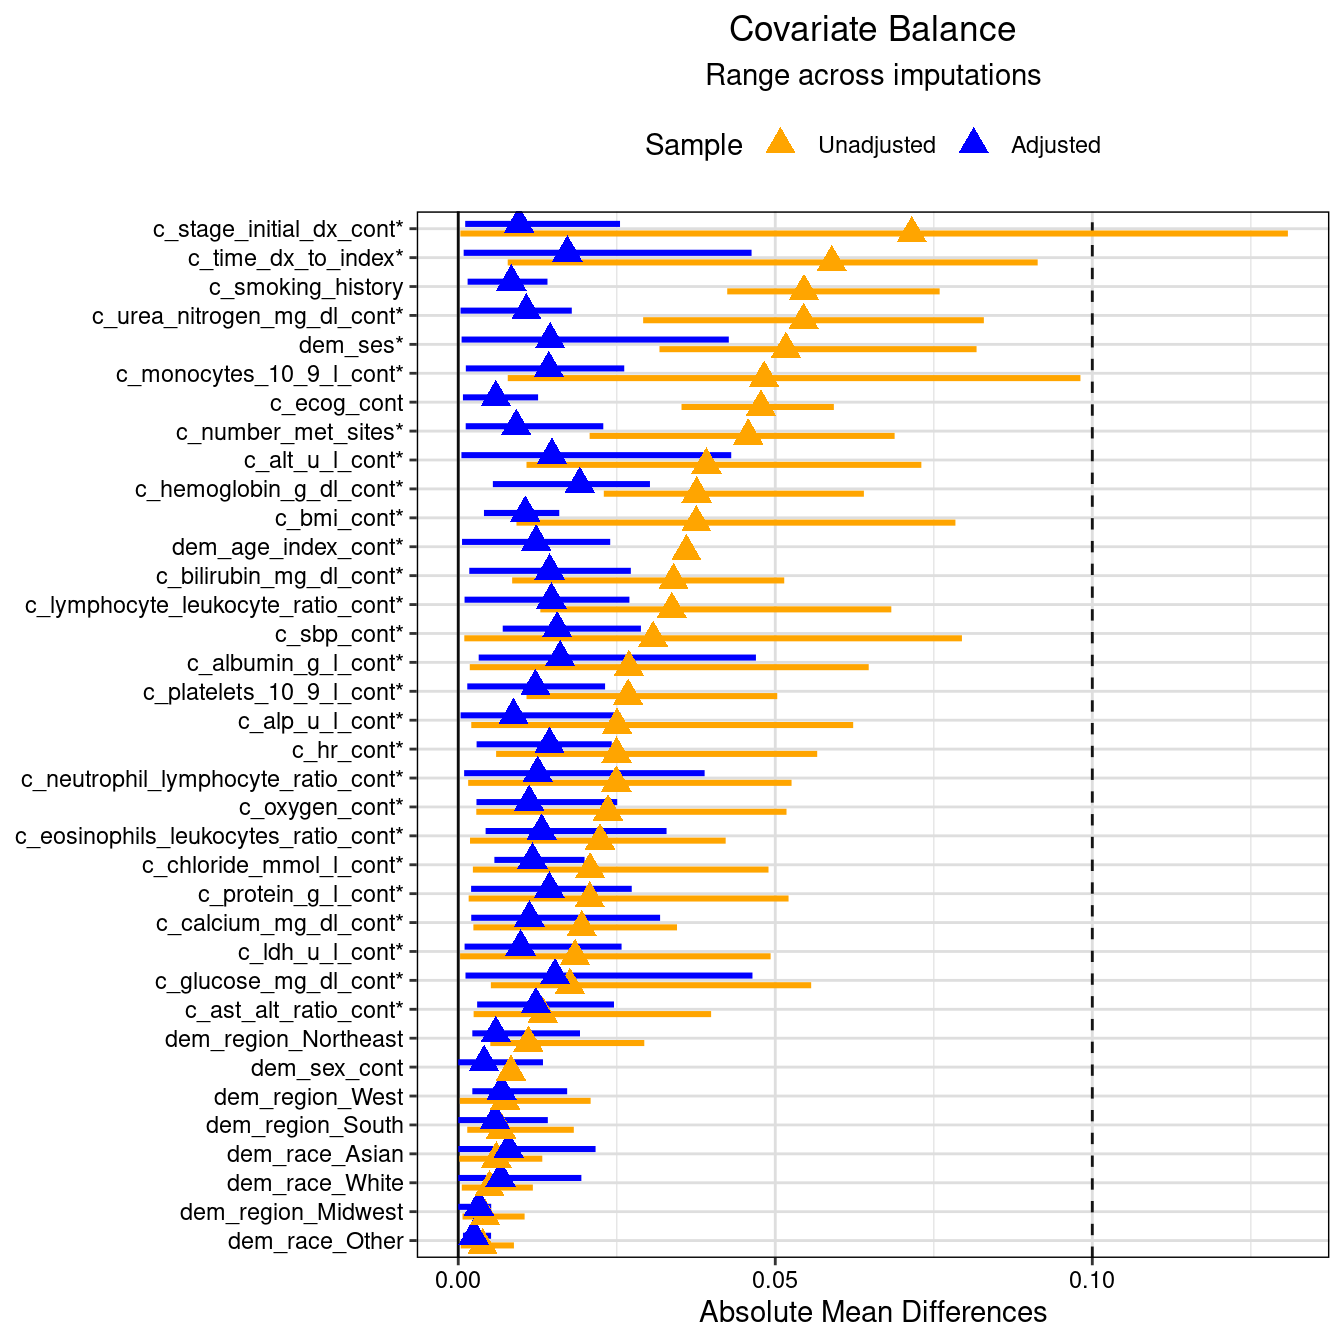 Covariate Balance
Range across imputations
Sample Unadjusted Adjusted
c_stage_initial_dx_cont*
c_time_dx_to_index*
c_smoking_history
c_urea_nitrogen_mg_dl_cont*
dem_ses*
c_monocytes_10_9_l_cont*
c_ecog_cont
c_number_met_sites*
c_alt_u_l_cont*
c_hemoglobin_g_dl_cont*
c_bmi_cont*
dem_age_index_cont*
c_bilirubin_mg_dl_cont*
c_lymphocyte_leukocyte_ratio_cont*
c_sbp_cont*
c_albumin_g_l_cont*
c_platelets_10_9_l_cont*
c_alp_u_l_cont*
c_hr_cont*
c_neutrophil_lymphocyte_ratio_cont*
c_oxygen_cont*
c_eosinophils_leukocytes_ratio_cont*
c_chloride_mmol_l_cont*
c_protein_g_l_cont*
c_calcium_mg_dl_cont*
c_ldh_u_l_cont*
c_glucose_mg_dl_cont*
c_ast_alt_ratio_cont*
dem_region_Northeast
dem_sex_cont
dem_region_West
dem_region_South
dem_race_Asian
dem_race_White
dem_region_Midwest
dem_race_Other
0.00 0.05 0.10
Absolute Mean Differences